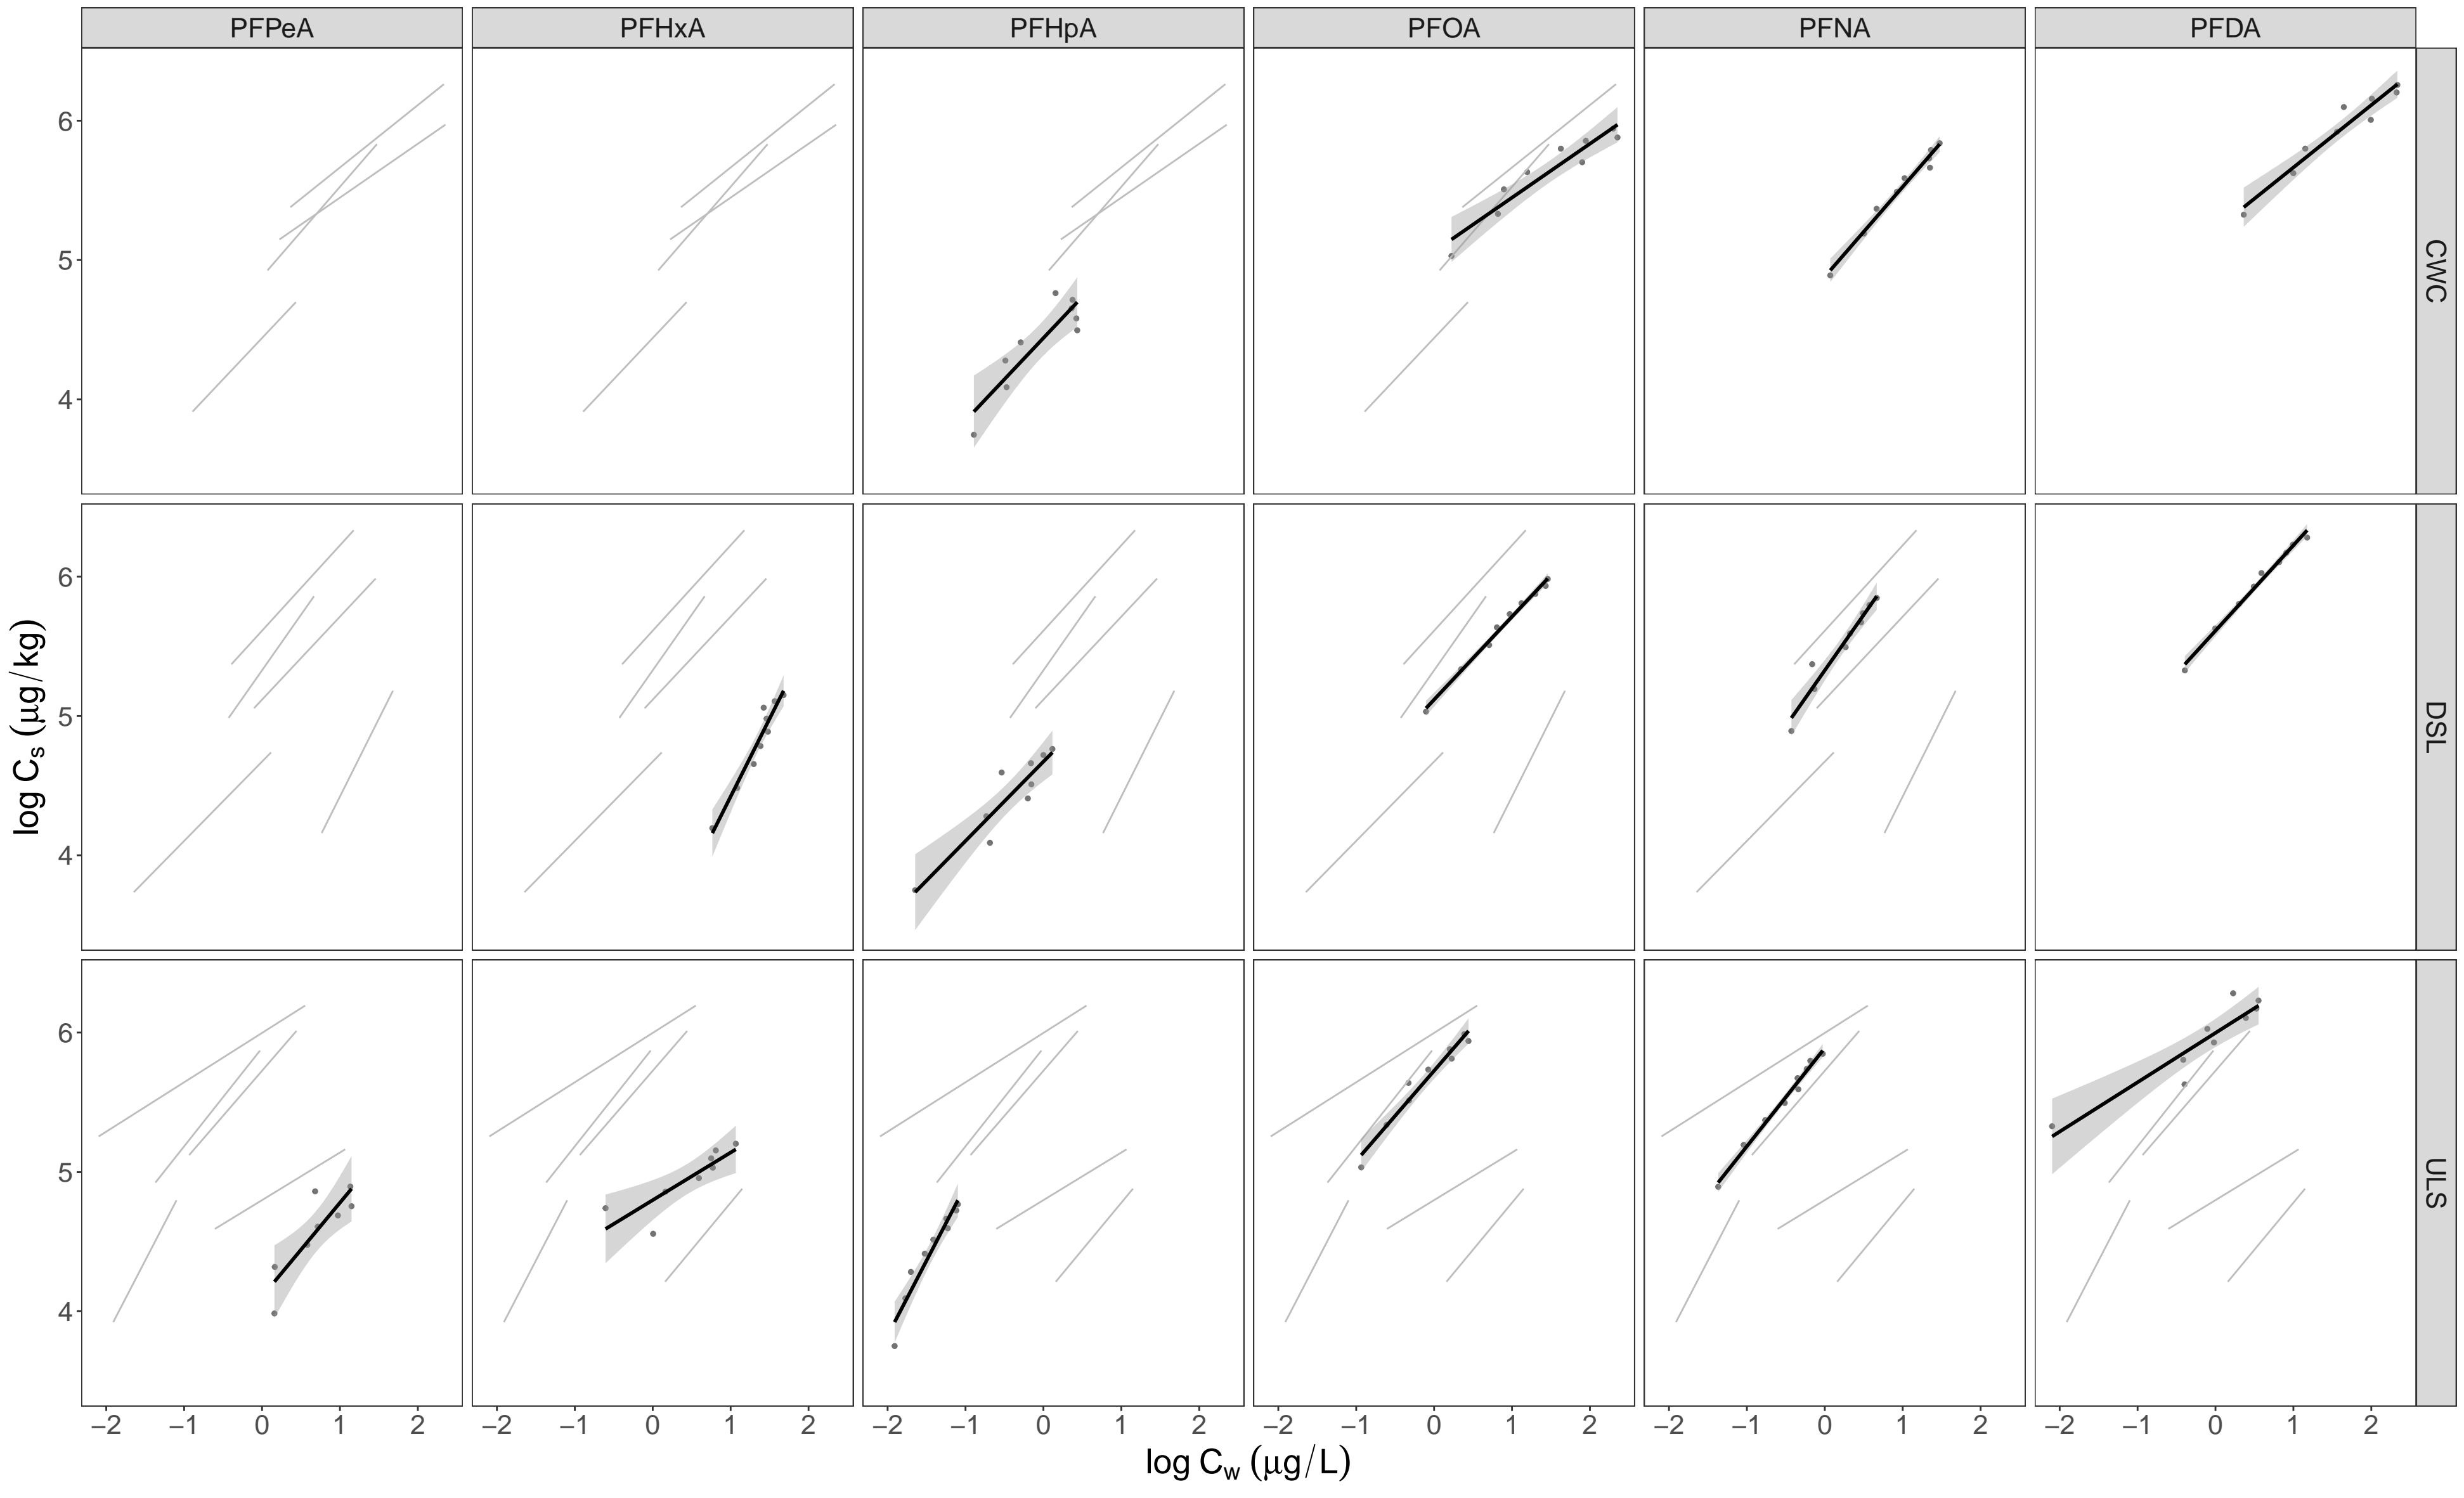 PFPeA PFHxA PFHpA PFOA PFNA PFDA
6
5
4
CWC
6
5
4
DSL
log Cs (μg/kg)
6
5
4
ULS
−2 −1 0 1 2 −2 −1 0 1 2 −2 −1 0 1 2 −2 −1 0 1 2 −2 −1 0 1 2 −2 −1 0 1 2
log Cw (μg/L)